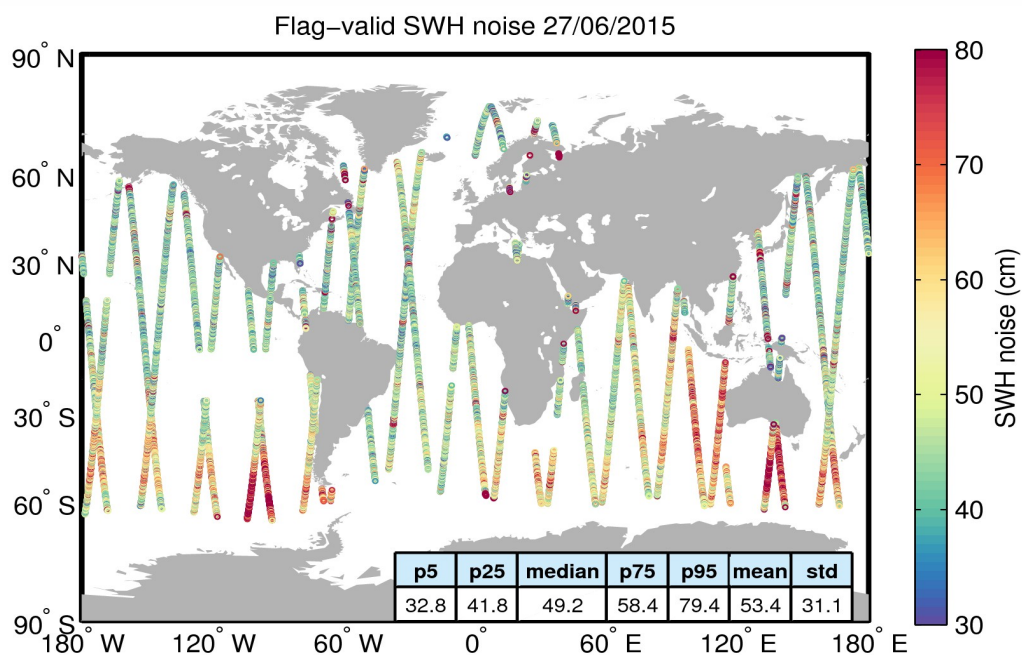 Flag−valid SWH noise 27/06/2015
90° N
60° N
30° N
0°
30° S
60° S
90° S
180° W
120° W
60° W
0°
60° E
120° E
180° E
80
70
60
50
40
30
SWH noise (cm)
p5 p25 median p75 p95 mean std
32.8 41.8 49.2 58.4 79.4 53.4 31.1